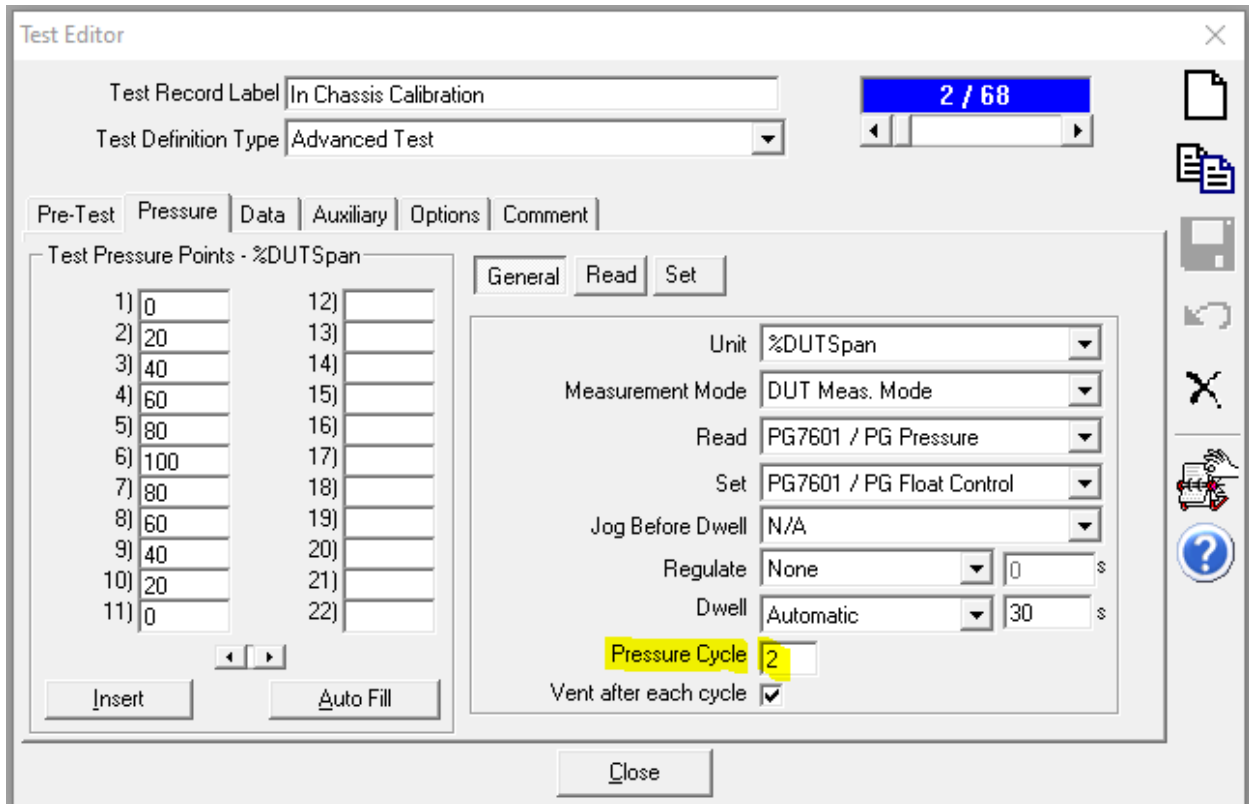 Test Editor
Test Record Label In Chassis Calibration
2 / 68
Test Definition Type Advanced Test
Pre-Test Pressure Data Auxiliary Options Comment
Test Pressure Points - %DUTSpan
1) 0
2) 20
3) 40
4) 60
5) 80
6) 100
7) 80
8) 60
9) 40
10) 20
11) 0
12)
13)
14)
15)
16)
17)
18)
19)
20)
21)
22)
Insert Auto Fill
General Read Set
Unit %DUTSpan
Measurement Mode DUT Meas. Mode
Read PG7601 / PG Pressure
Set PG7601 / PG Float Control
Jog Before Dwell N/A
Regulate None 0 s
Dwell Automatic 30 s
Pressure Cycle 2
Vent after each cycle
Close